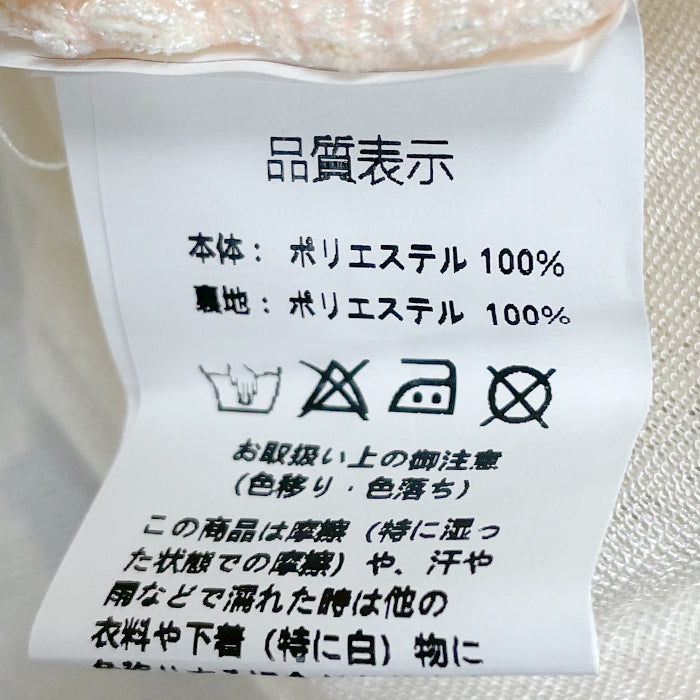 品質表示
本体: ポリエステル 100%
裏地: ポリエステル 100%
お取扱い上の御注意
(色移り・色落ち)
この商品は摩擦(特に湿っ
た状態での摩擦)や、汗や
雨などで濡れた時は他の
衣料や下着(特に白)物に